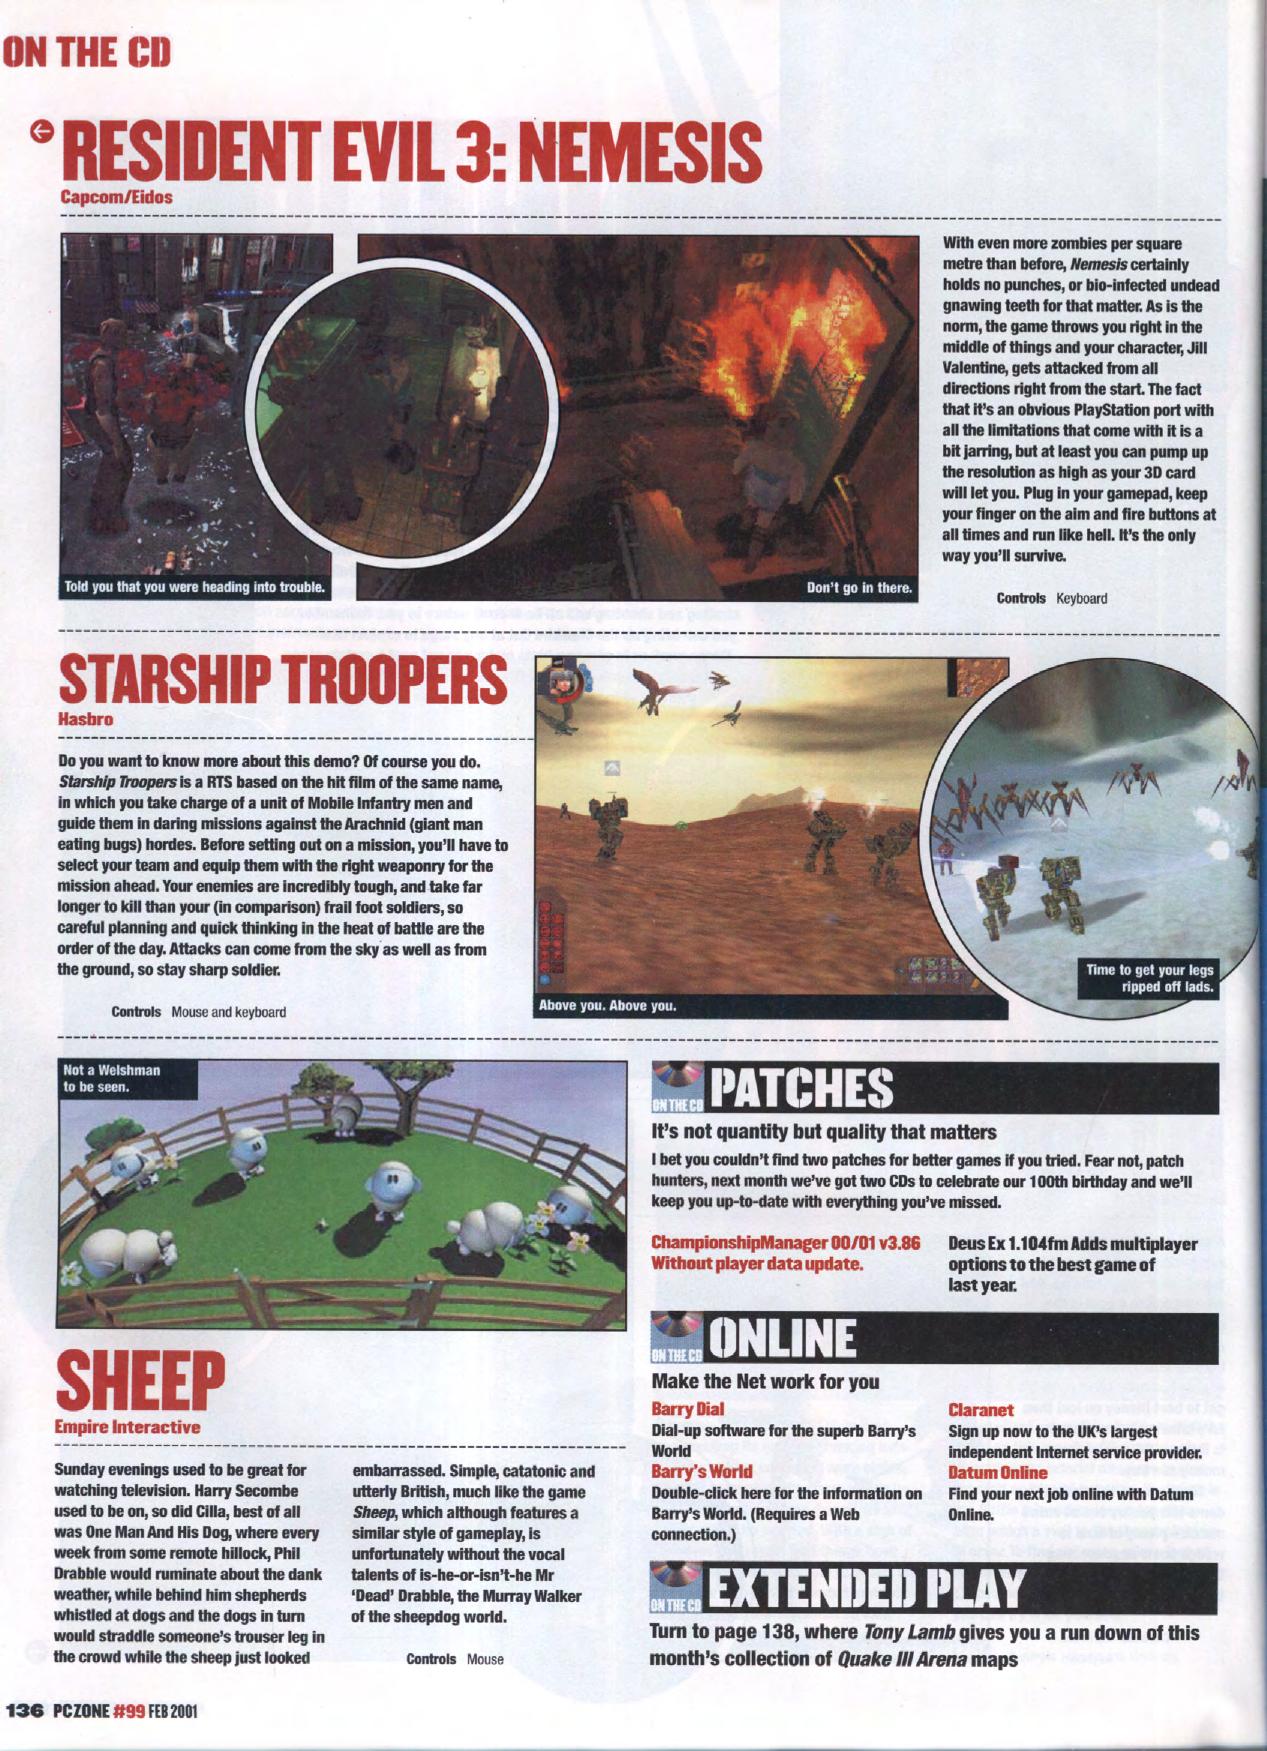 ON THE CD
RESIDENT EVIL 3: NEMESIS
Capcom/Eidos
With even more zombies per square
metre than before, Nemesis certainly
holds no punches, or bio-infected undead
gnawing teeth for that matter. As is the
norm, the game throws you right in the
middle of things and your character, Jill
Valentine, gets attacked from all
directions right from the start. The fact
that it's an obvious PlayStation port with
all the limitations that come with it is a
bit jarring, but at least you can pump up
the resolution as high as your 3D card
will let you. Plug in your gamepad, keep
your finger on the aim and fire buttons at
all times and run like hell. It's the only
way you'll survive.
Controls Keyboard
Told you that you were heading into trouble.
Don't go in there.
STARSHIP TROOPERS
Hasbro
Do you want to know more about this demo? Of course you do.
Starship Troopers is a RTS based on the hit film of the same name,
in which you take charge of a unit of Mobile Infantry men and
guide them in daring missions against the Arachnid (giant man
eating bugs) hordes. Before setting out on a mission, you'll have to
select your team and equip them with the right weaponry for the
mission ahead. Your enemies are incredibly tough, and take far
longer to kill than your (in comparison) frail foot soldiers, so
careful planning and quick thinking in the heat of battle are the
order of the day. Attacks can come from the sky as well as from
the ground, so stay sharp soldier.
Controls Mouse and keyboard
Above you. Above you.
Time to get your legs
ripped off lads.
Not a Welshman
to be seen.
SHEEP
Empire Interactive
Sunday evenings used to be great for
watching television. Harry Secombe
used to be on, so did Cilla, best of all
was One Man And His Dog, where every
week from some remote hillock, Phil
Drabble would ruminate about the dank
weather, while behind him shepherds
whistled at dogs and the dogs in turn
would straddle someone's trouser leg in
the crowd while the sheep just looked
embarrassed. Simple, catatonic and
utterly British, much like the game
Sheep, which although features a
similar style of gameplay, is
unfortunately without the vocal
talents of is-he-or-isn't-he Mr
'Dead' Drabble, the Murray Walker
of the sheepdog world.
Controls Mouse
ON THE CD
PATCHES
It's not quantity but quality that matters
I bet you couldn't find two patches for better games if you tried. Fear not, patch
hunters, next month we've got two CDs to celebrate our 100th birthday and we'll
keep you up-to-date with everything you've missed.
ChampionshipManager 00/01 v3.86
Without player data update.
Deus Ex 1.104fm Adds multiplayer
options to the best game of
last year.
ON THE CD
ONLINE
Make the Net work for you
Barry Dial
Dial-up software for the superb Barry's
World
Barry's World
Double-click here for the information on
Barry's World. (Requires a Web
connection.)
Claranet
Sign up now to the UK's largest
independent Internet service provider.
Datum Online
Find your next job online with Datum
Online.
ON THE CD
EXTENDED PLAY
Turn to page 138, where Tony Lamb gives you a run down of this
month's collection of Quake III Arena maps
136 PCZONE #99 FEB 2001